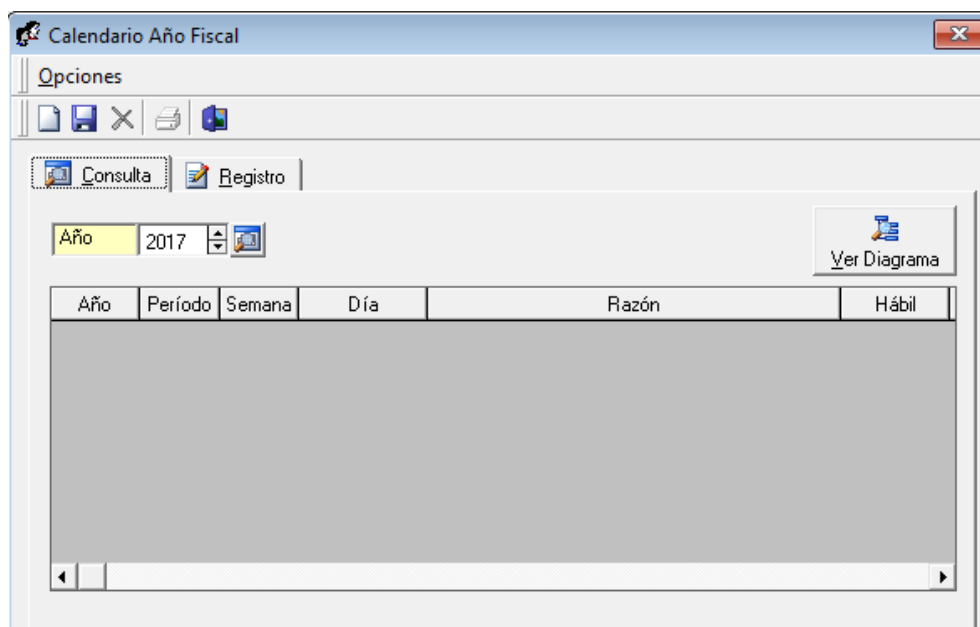 Calendario Año Fiscal
Opciones
Consulta Registro
Año 2017
Ver Diagrama
Año Período Semana Día Razón Hábil